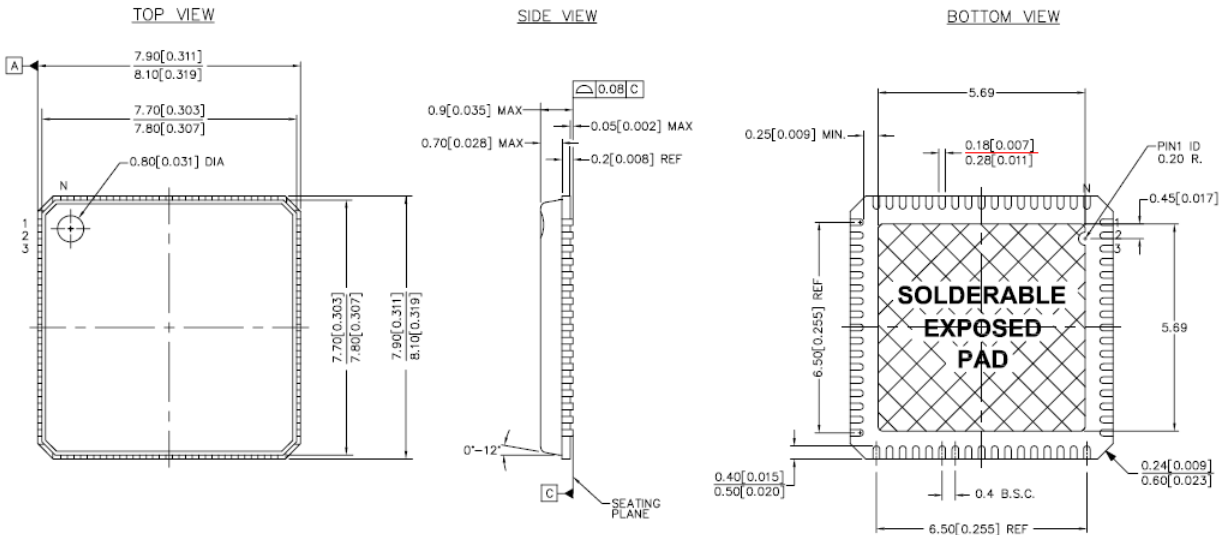 TOP VIEW
SIDE VIEW
BOTTOM VIEW
A
7.90[0.311]
8.10[0.319]
7.70[0.303]
7.80[0.307]
0.80[0.031] DIA
N
1
2
3
7.70[0.303]
7.80[0.307]
7.90[0.311]
8.10[0.319]
0.08 C
0.9[0.035] MAX
0.05[0.002] MAX
0.70[0.028] MAX
0.2[0.008] REF
0°-12°
C
SEATING
PLANE
5.69
0.25[0.009] MIN.
0.18[0.007]
0.28[0.011]
PIN1 ID
0.20 R.
N
0.45[0.017]
1
2
3
6.50[0.255] REF
SOLDERABLE
EXPOSED
PAD
5.69
0.40[0.015]
0.50[0.020]
0.4 B.S.C.
0.24[0.009]
0.60[0.023]
6.50[0.255] REF